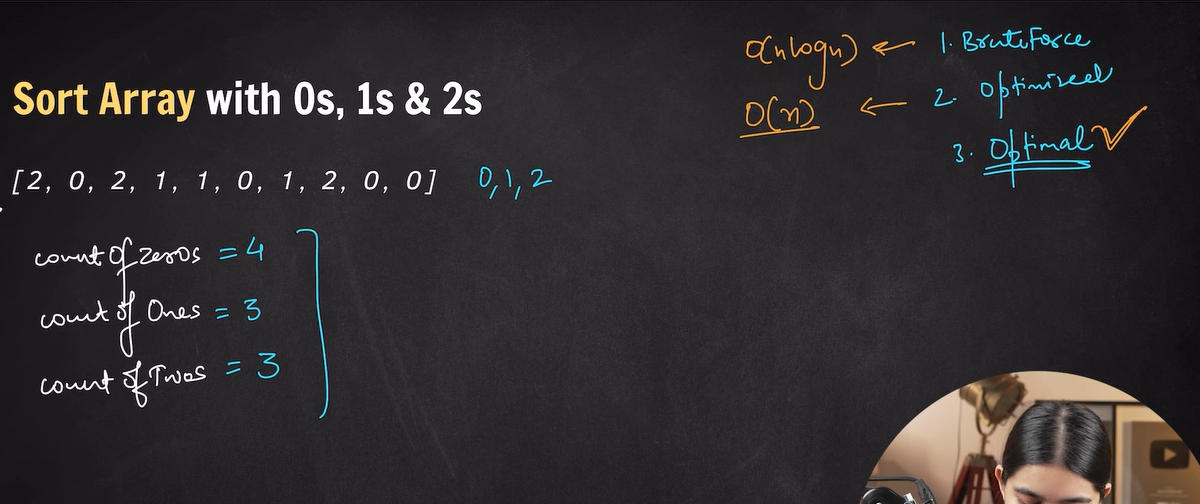 O(nlogn) ← 1. BruteForce
Sort Array with 0s, 1s & 2s
O(n) ← 2. Optimized
3. Optimal ✓
[2, 0, 2, 1, 1, 0, 1, 2, 0, 0] 0,1,2
count of zeros = 4
count of Ones = 3
count of Twos = 3